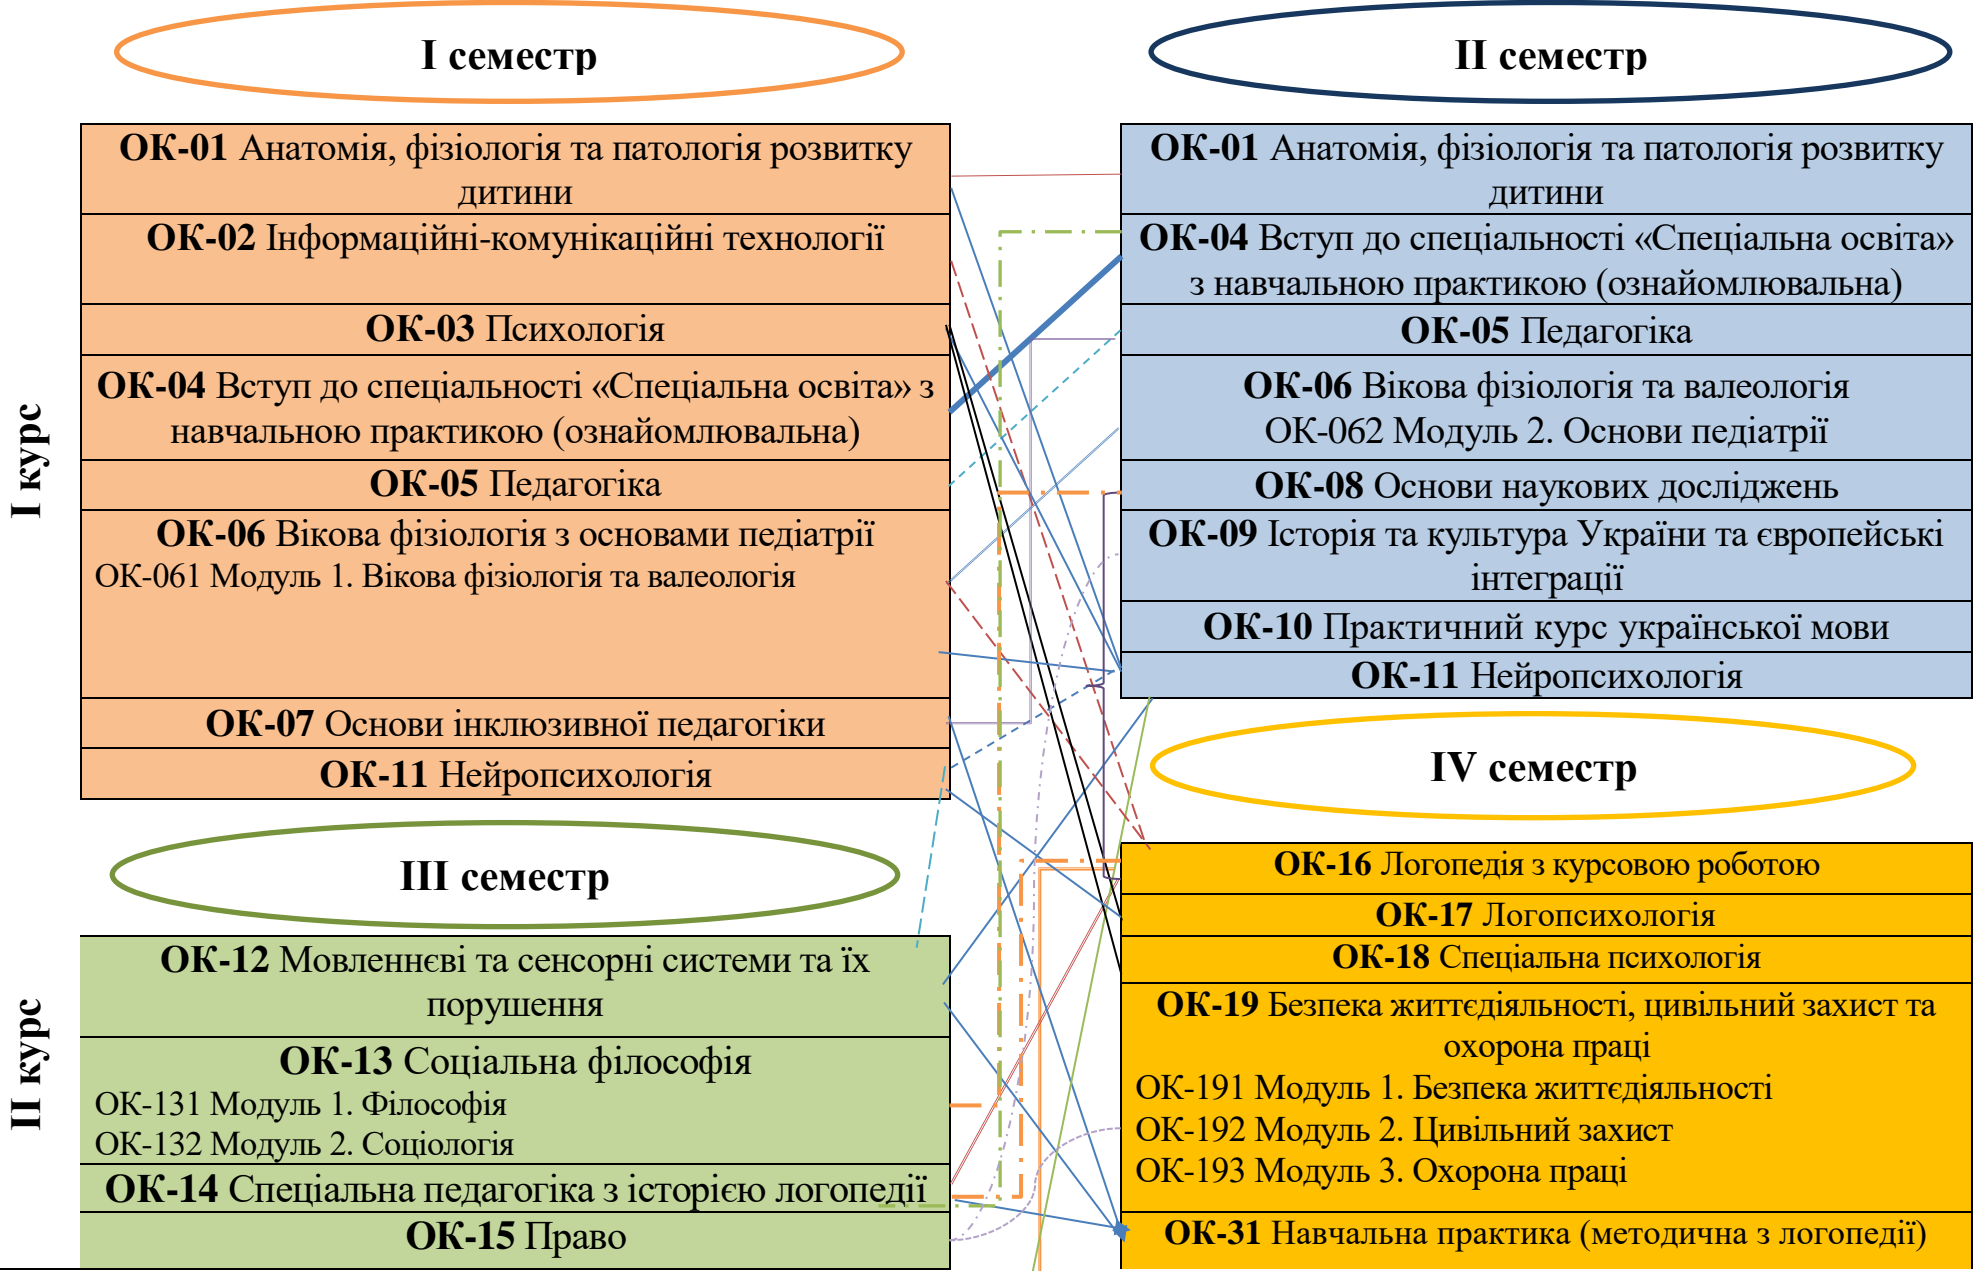 I семестр
II семестр
I курс
ОК-01 Анатомія, фізіологія та патологія розвитку
дитини
ОК-02 Інформаційні-комунікаційні технології
ОК-03 Психологія
ОК-04 Вступ до спеціальності «Спеціальна освіта» з
навчальною практикою (ознайомлювальна)
ОК-05 Педагогіка
ОК-06 Вікова фізіологія з основами педіатрії
ОК-061 Модуль 1. Вікова фізіологія та валеологія
ОК-07 Основи інклюзивної педагогіки
ОК-11 Нейропсихологія
ОК-01 Анатомія, фізіологія та патологія розвитку
дитини
ОК-04 Вступ до спеціальності «Спеціальна освіта»
з навчальною практикою (ознайомлювальна)
ОК-05 Педагогіка
ОК-06 Вікова фізіологія та валеологія
ОК-062 Модуль 2. Основи педіатрії
ОК-08 Основи наукових досліджень
ОК-09 Історія та культура України та європейські
інтеграції
ОК-10 Практичний курс української мови
ОК-11 Нейропсихологія
III семестр
IV семестр
II курс
ОК-12 Мовленнєві та сенсорні системи та їх
порушення
ОК-13 Соціальна філософія
ОК-131 Модуль 1. Філософія
ОК-132 Модуль 2. Соціологія
ОК-14 Спеціальна педагогіка з історією логопедії
ОК-15 Право
ОК-16 Логопедія з курсовою роботою
ОК-17 Логопсихологія
ОК-18 Спеціальна психологія
ОК-19 Безпека життєдіяльності, цивільний захист та
охорона праці
ОК-191 Модуль 1. Безпека життєдіяльності
ОК-192 Модуль 2. Цивільний захист
ОК-193 Модуль 3. Охорона праці
ОК-31 Навчальна практика (методична з логопедії)